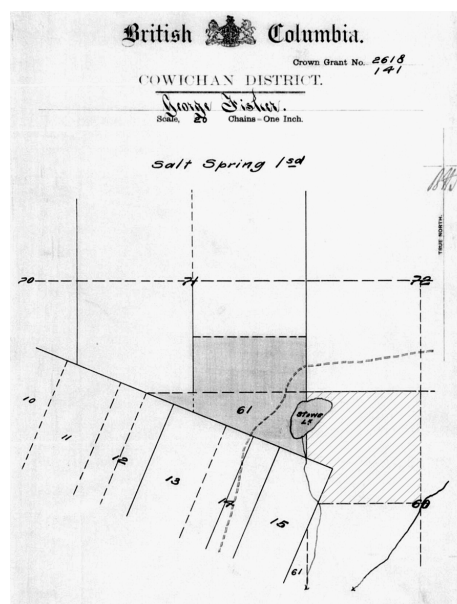 British Columbia.
Crown Grant No. 2618
141
COWICHAN DISTRICT.
George Fisher.
Scale, 20 Chains - One Inch.
Salt Spring Isd
TRUE NORTH.
70 71 72
10
11
12
13
14
15
61
Stowe
Lk.
60
61